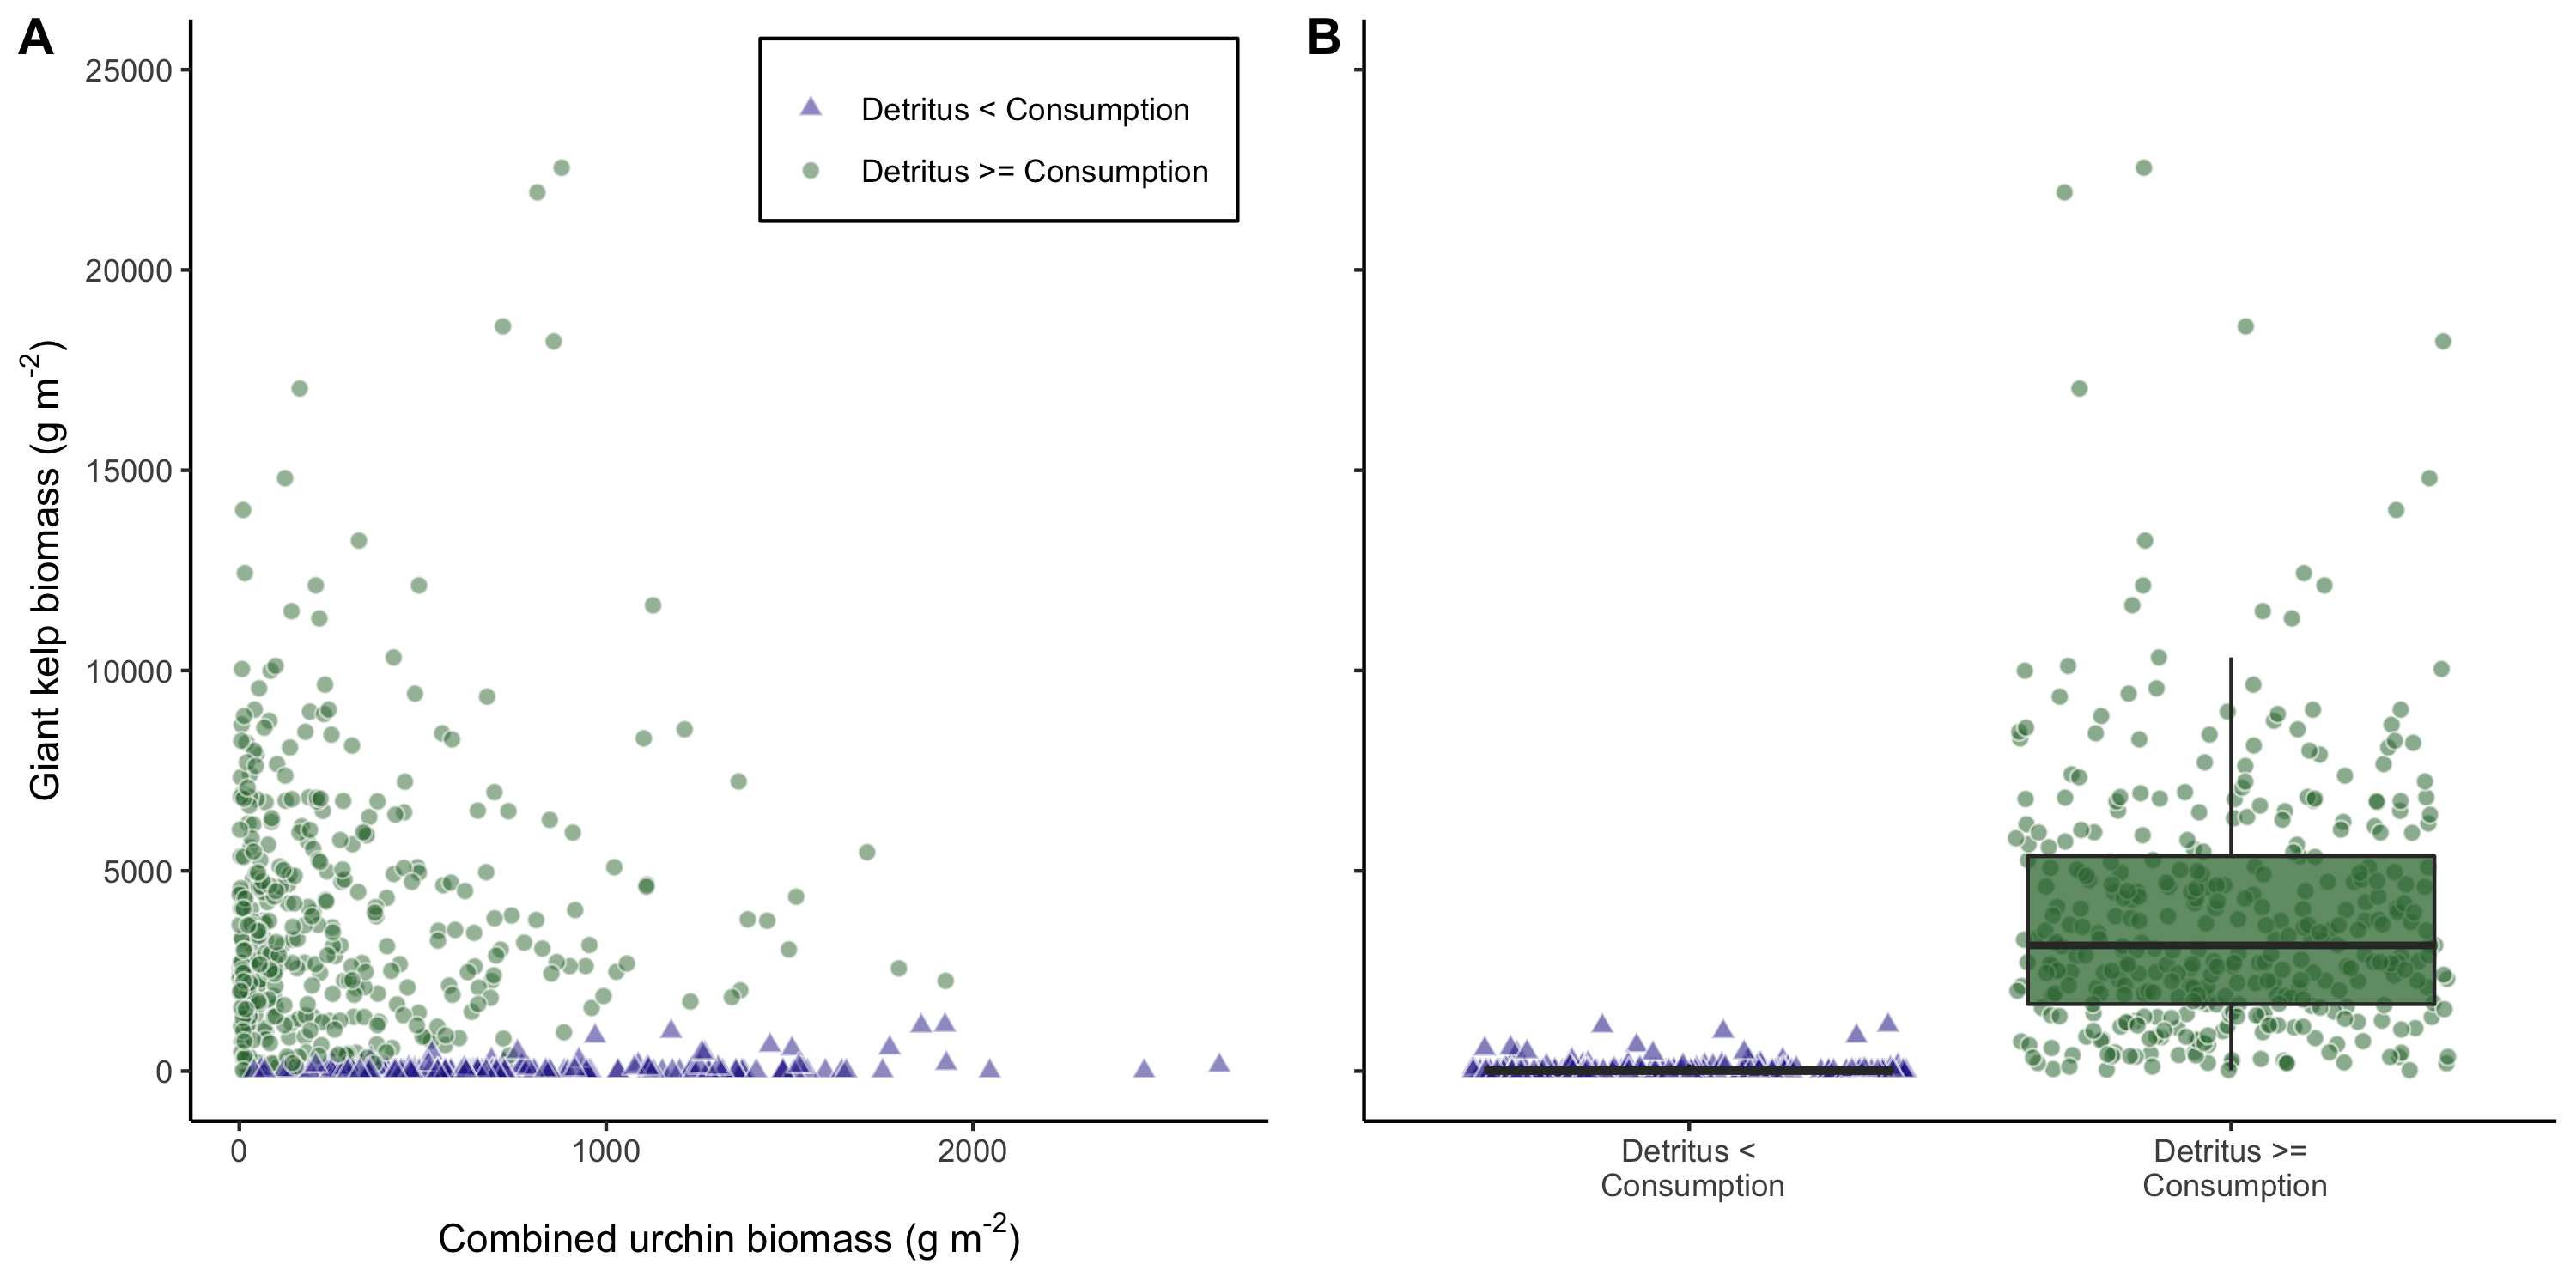 A
B
25000
20000
15000
10000
5000
0
Giant kelp biomass (g m-2)
Detritus < Consumption
Detritus >= Consumption
0
1000
2000
Combined urchin biomass (g m-2)
Detritus <
Consumption
Detritus >=
Consumption